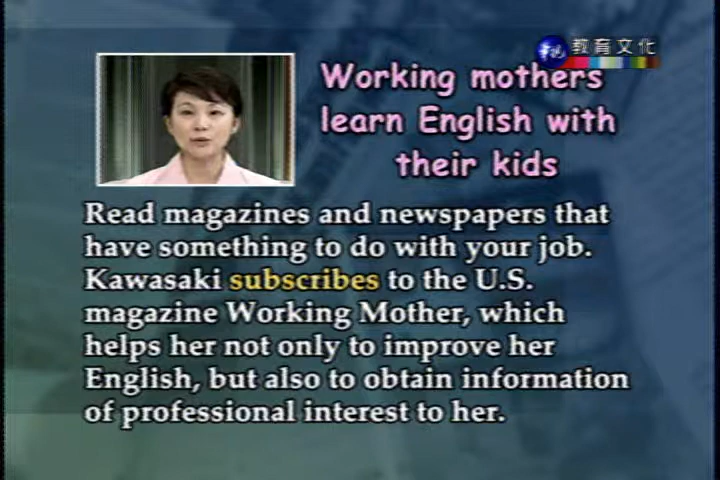 華視
教育文化
Working mothers
learn English with
their kids
Read magazines and newspapers that
have something to do with your job.
Kawasaki subscribes to the U.S.
magazine Working Mother, which
helps her not only to improve her
English, but also to obtain information
of professional interest to her.